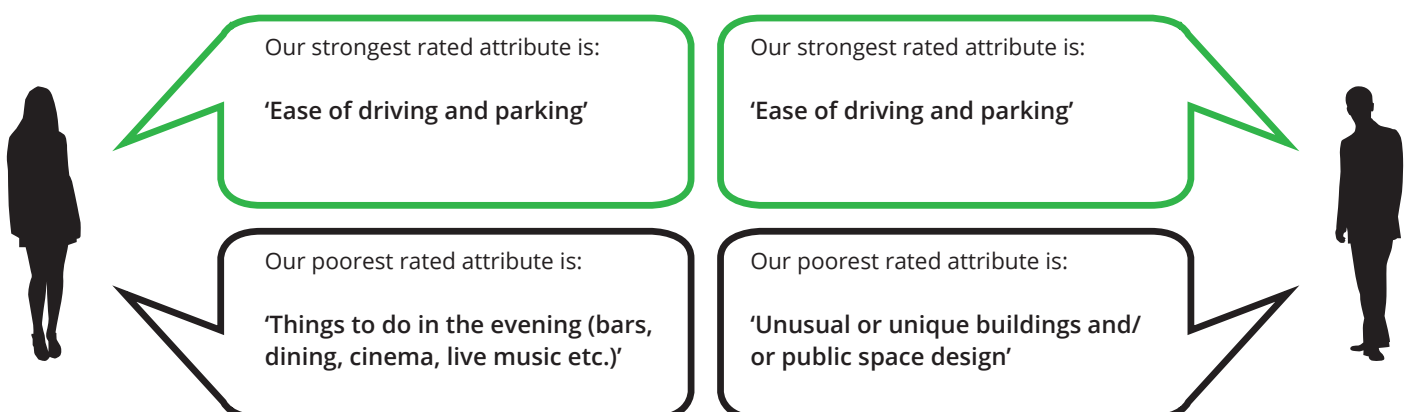 Our strongest rated attribute is:
‘Ease of driving and parking’
Our strongest rated attribute is:
‘Ease of driving and parking’
Our poorest rated attribute is:
‘Things to do in the evening (bars,
dining, cinema, live music etc.)’
Our poorest rated attribute is:
‘Unusual or unique buildings and/
or public space design’